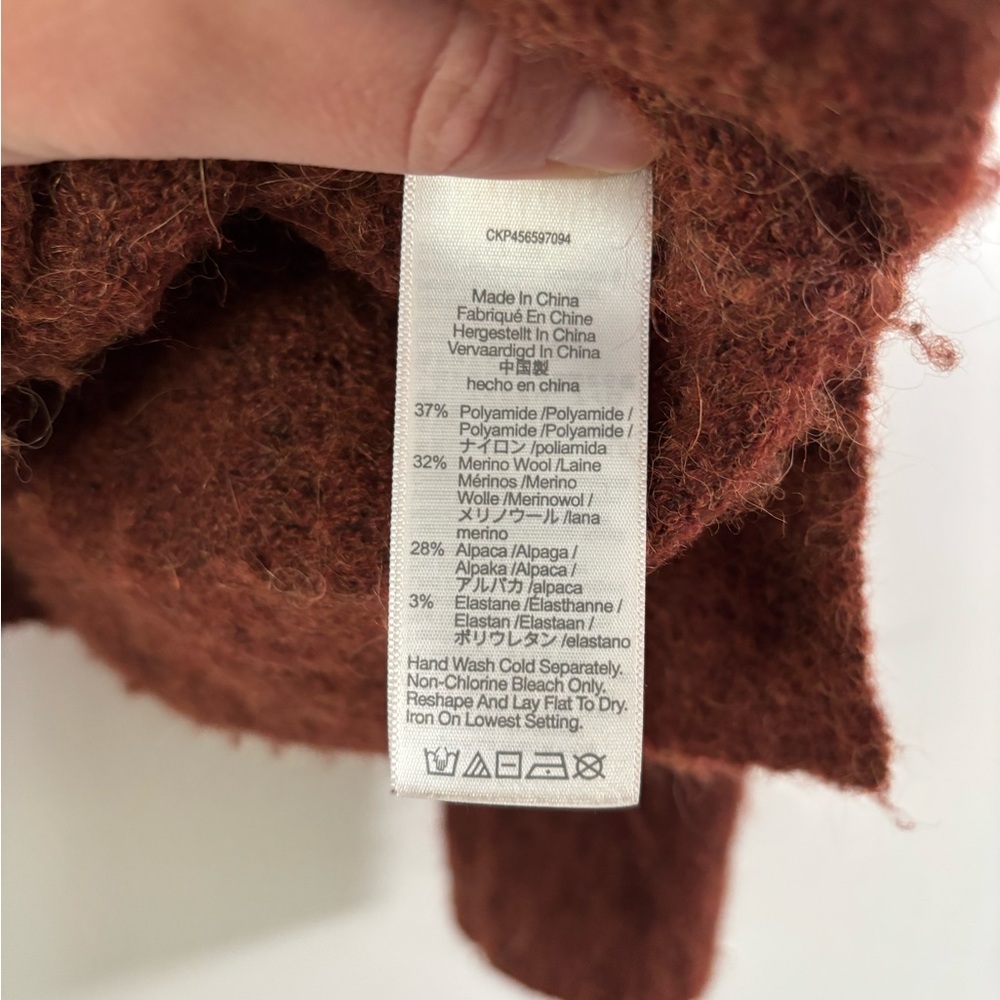 CKP456597094
Made In China
Fabriqué En Chine
Hergestellt In China
Vervaardigd In China
中国製
hecho en china
37% Polyamide /Polyamide /
Polyamide /Polyamide /
ナイロン /poliamida
32% Merino Wool /Laine
Mérinos /Merino
Wolle /Merinowol /
メリノウール /lana
merino
28% Alpaca /Alpaga /
Alpaka /Alpaca /
アルパカ /alpaca
3% Elastane /Élasthanne /
Elastan /Elastaan /
ポリウレタン /elastano
Hand Wash Cold Separately.
Non-Chlorine Bleach Only.
Reshape And Lay Flat To Dry.
Iron On Lowest Setting.